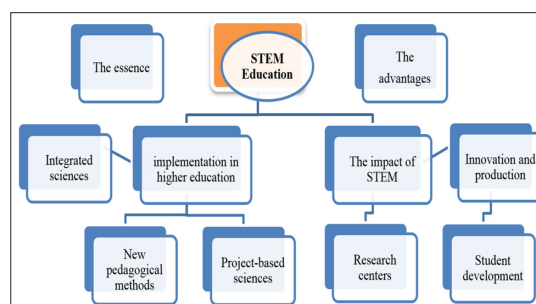 The essence
STEM
Education
The
advantages
Integrated
sciences
implementation in
higher education
The impact of
STEM
Innovation and
production
New
pedagogical
methods
Project-based
sciences
Research
centers
Student
development